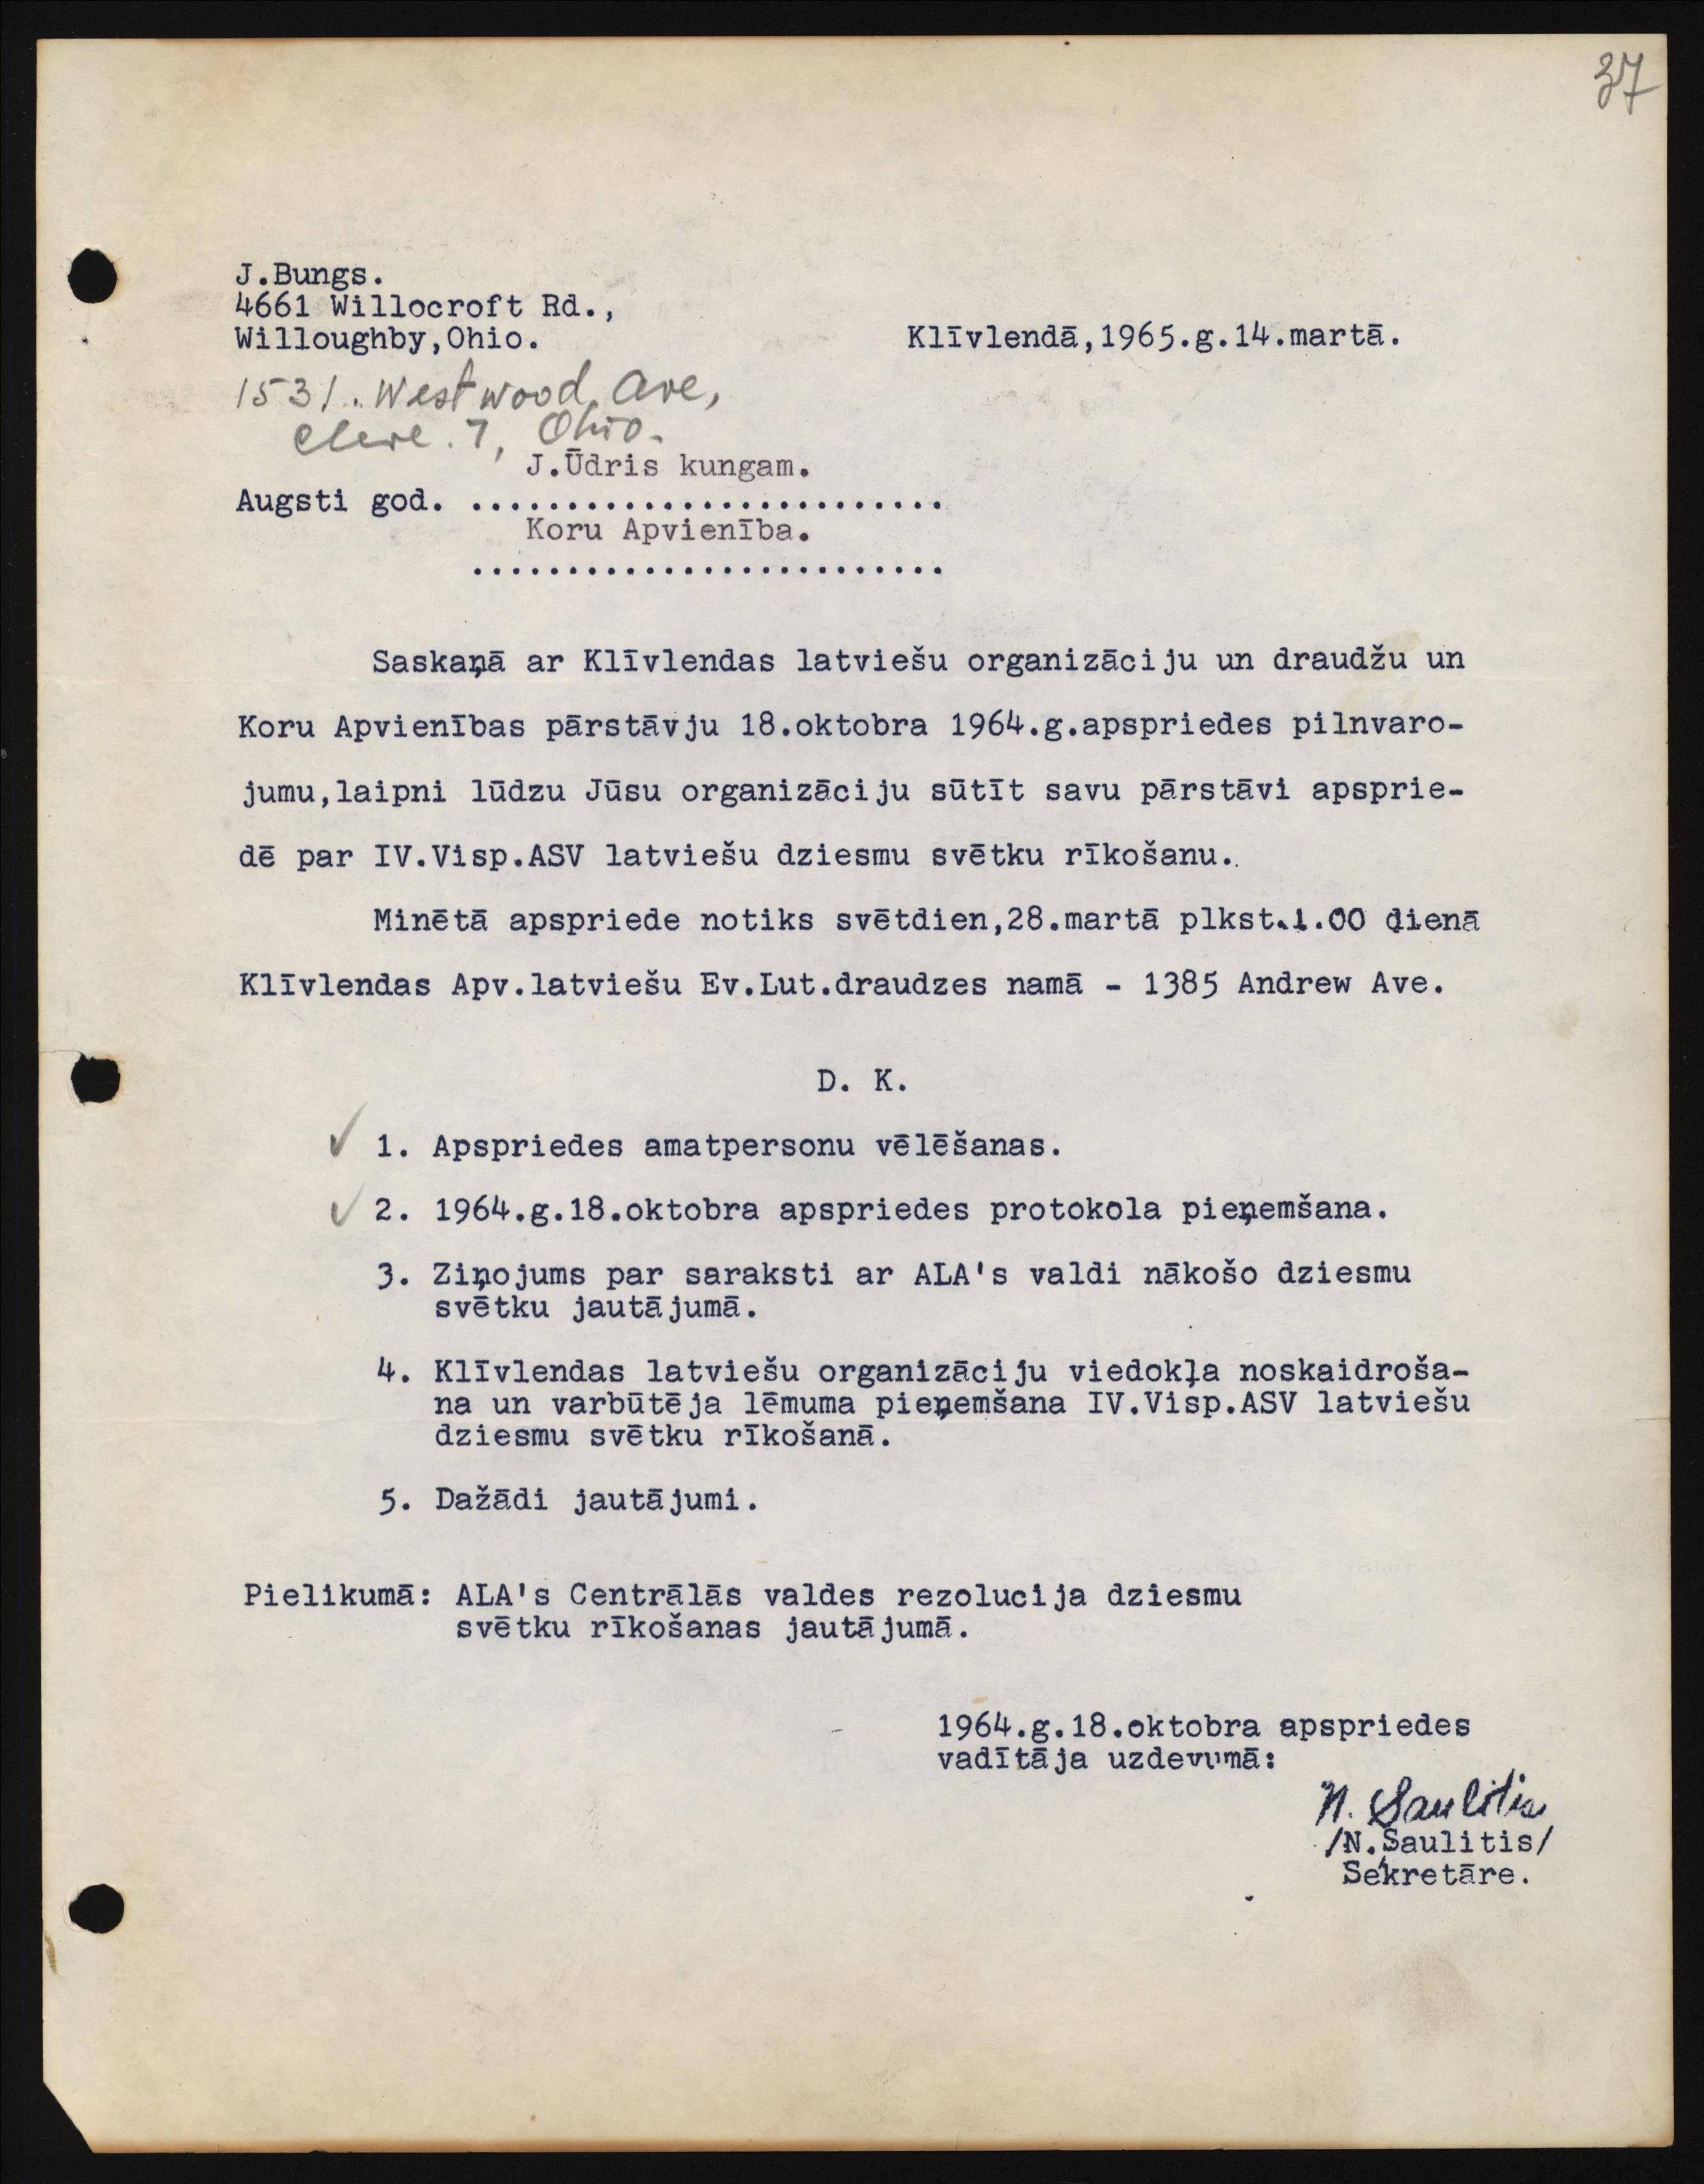 37
J.Bungs.
4661 Willocroft Rd.,
Willoughby,Ohio.
Klīvlendā,1965.g.14.martā.
1531. Westwood Ave,
Cleve. 7, Ohio.
J.Ūdris kungam.
Augsti god. .........................
Koru Apvienība.
.........................
Saskaņā ar Klīvlendas latviešu organizāciju un draudžu un
Koru Apvienības pārstāvju 18.oktobra 1964.g.apspriedes pilnvaro-
jumu,laipni lūdzu Jūsu organizāciju sūtīt savu pārstāvi apsprie-
dē par IV.Visp.ASV latviešu dziesmu svētku rīkošanu.
Minētā apspriede notiks svētdien,28.martā plkst.1.00 dienā
Klīvlendas Apv.latviešu Ev.Lut.draudzes namā - 1385 Andrew Ave.
D. K.
✓ 1. Apspriedes amatpersonu vēlēšanas.
✓ 2. 1964.g.18.oktobra apspriedes protokola pieņemšana.
3. Ziņojums par saraksti ar ALA's valdi nākošo dziesmu
svētku jautājumā.
4. Klīvlendas latviešu organizāciju viedokļa noskaidroša-
na un varbūtēja lēmuma pieņemšana IV.Visp.ASV latviešu
dziesmu svētku rīkošanā.
5. Dažādi jautājumi.
Pielikumā: ALA's Centrālās valdes rezolucija dziesmu
svētku rīkošanas jautājumā.
1964.g.18.oktobra apspriedes
vadītāja uzdevumā:
N. Saulitis
/N.Saulitis/
Sekretāre.